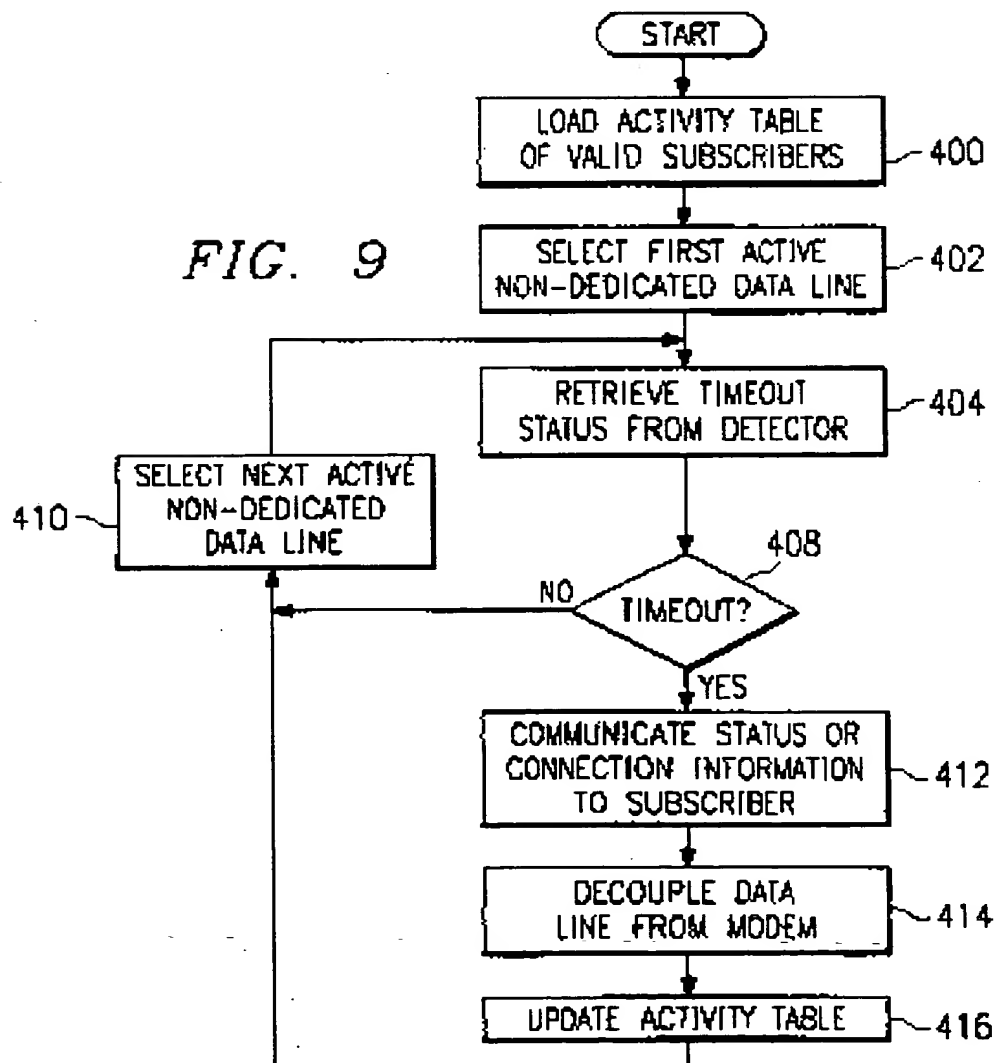 START
LOAD ACTIVITY TABLE
OF VALID SUBSCRIBERS
400
FIG. 9
SELECT FIRST ACTIVE
NON-DEDICATED DATA LINE
402
RETRIEVE TIMEOUT
STATUS FROM DETECTOR
404
SELECT NEXT ACTIVE
NON-DEDICATED
DATA LINE
410
408
NO
TIMEOUT?
YES
COMMUNICATE STATUS OR
CONNECTION INFORMATION
TO SUBSCRIBER
412
DECOUPLE DATA
LINE FROM MODEM
414
UPDATE ACTIVITY TABLE
416